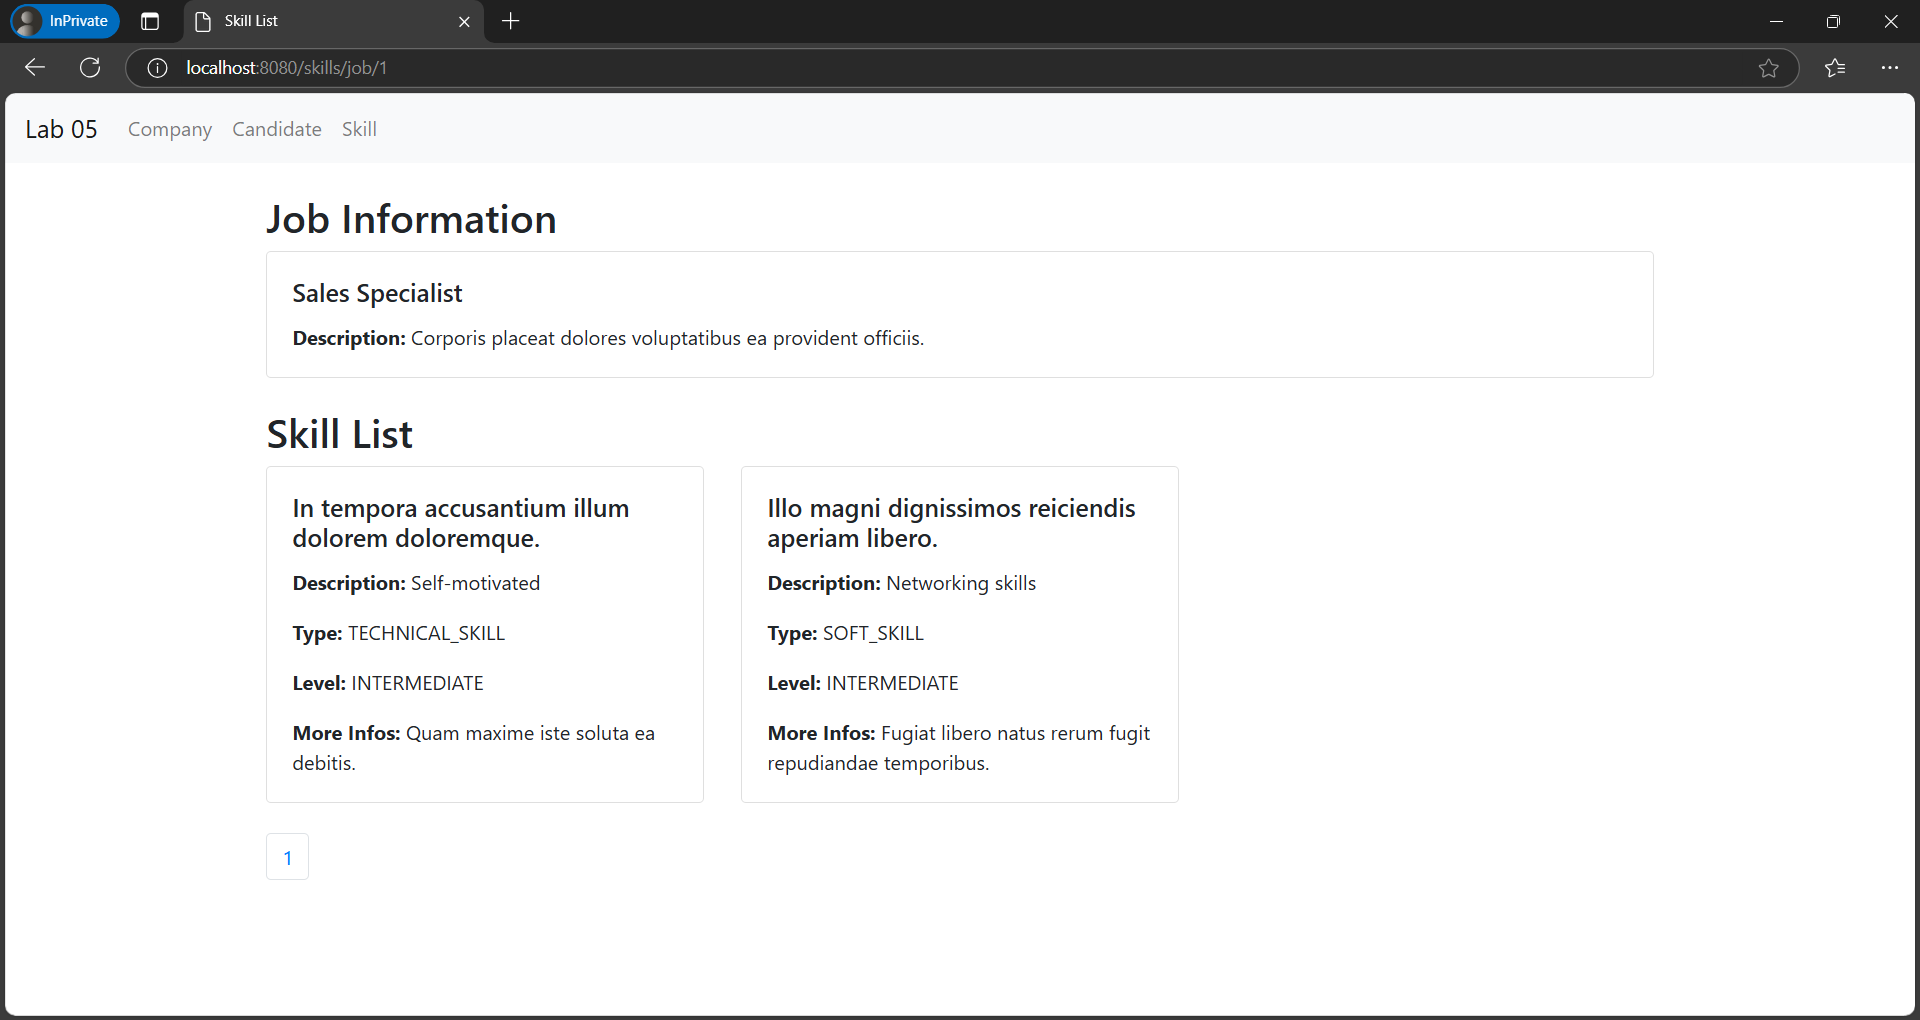 InPrivate
Skill List
localhost:8080/skills/job/1
Lab 05 Company Candidate Skill
Job Information
Sales Specialist
Description: Corporis placeat dolores voluptatibus ea provident officiis.
Skill List
In tempora accusantium illum
dolorem doloremque.
Description: Self-motivated
Type: TECHNICAL_SKILL
Level: INTERMEDIATE
More Infos: Quam maxime iste soluta ea
debitis.
Illo magni dignissimos reiciendis
aperiam libero.
Description: Networking skills
Type: SOFT_SKILL
Level: INTERMEDIATE
More Infos: Fugiat libero natus rerum fugit
repudiandae temporibus.
1